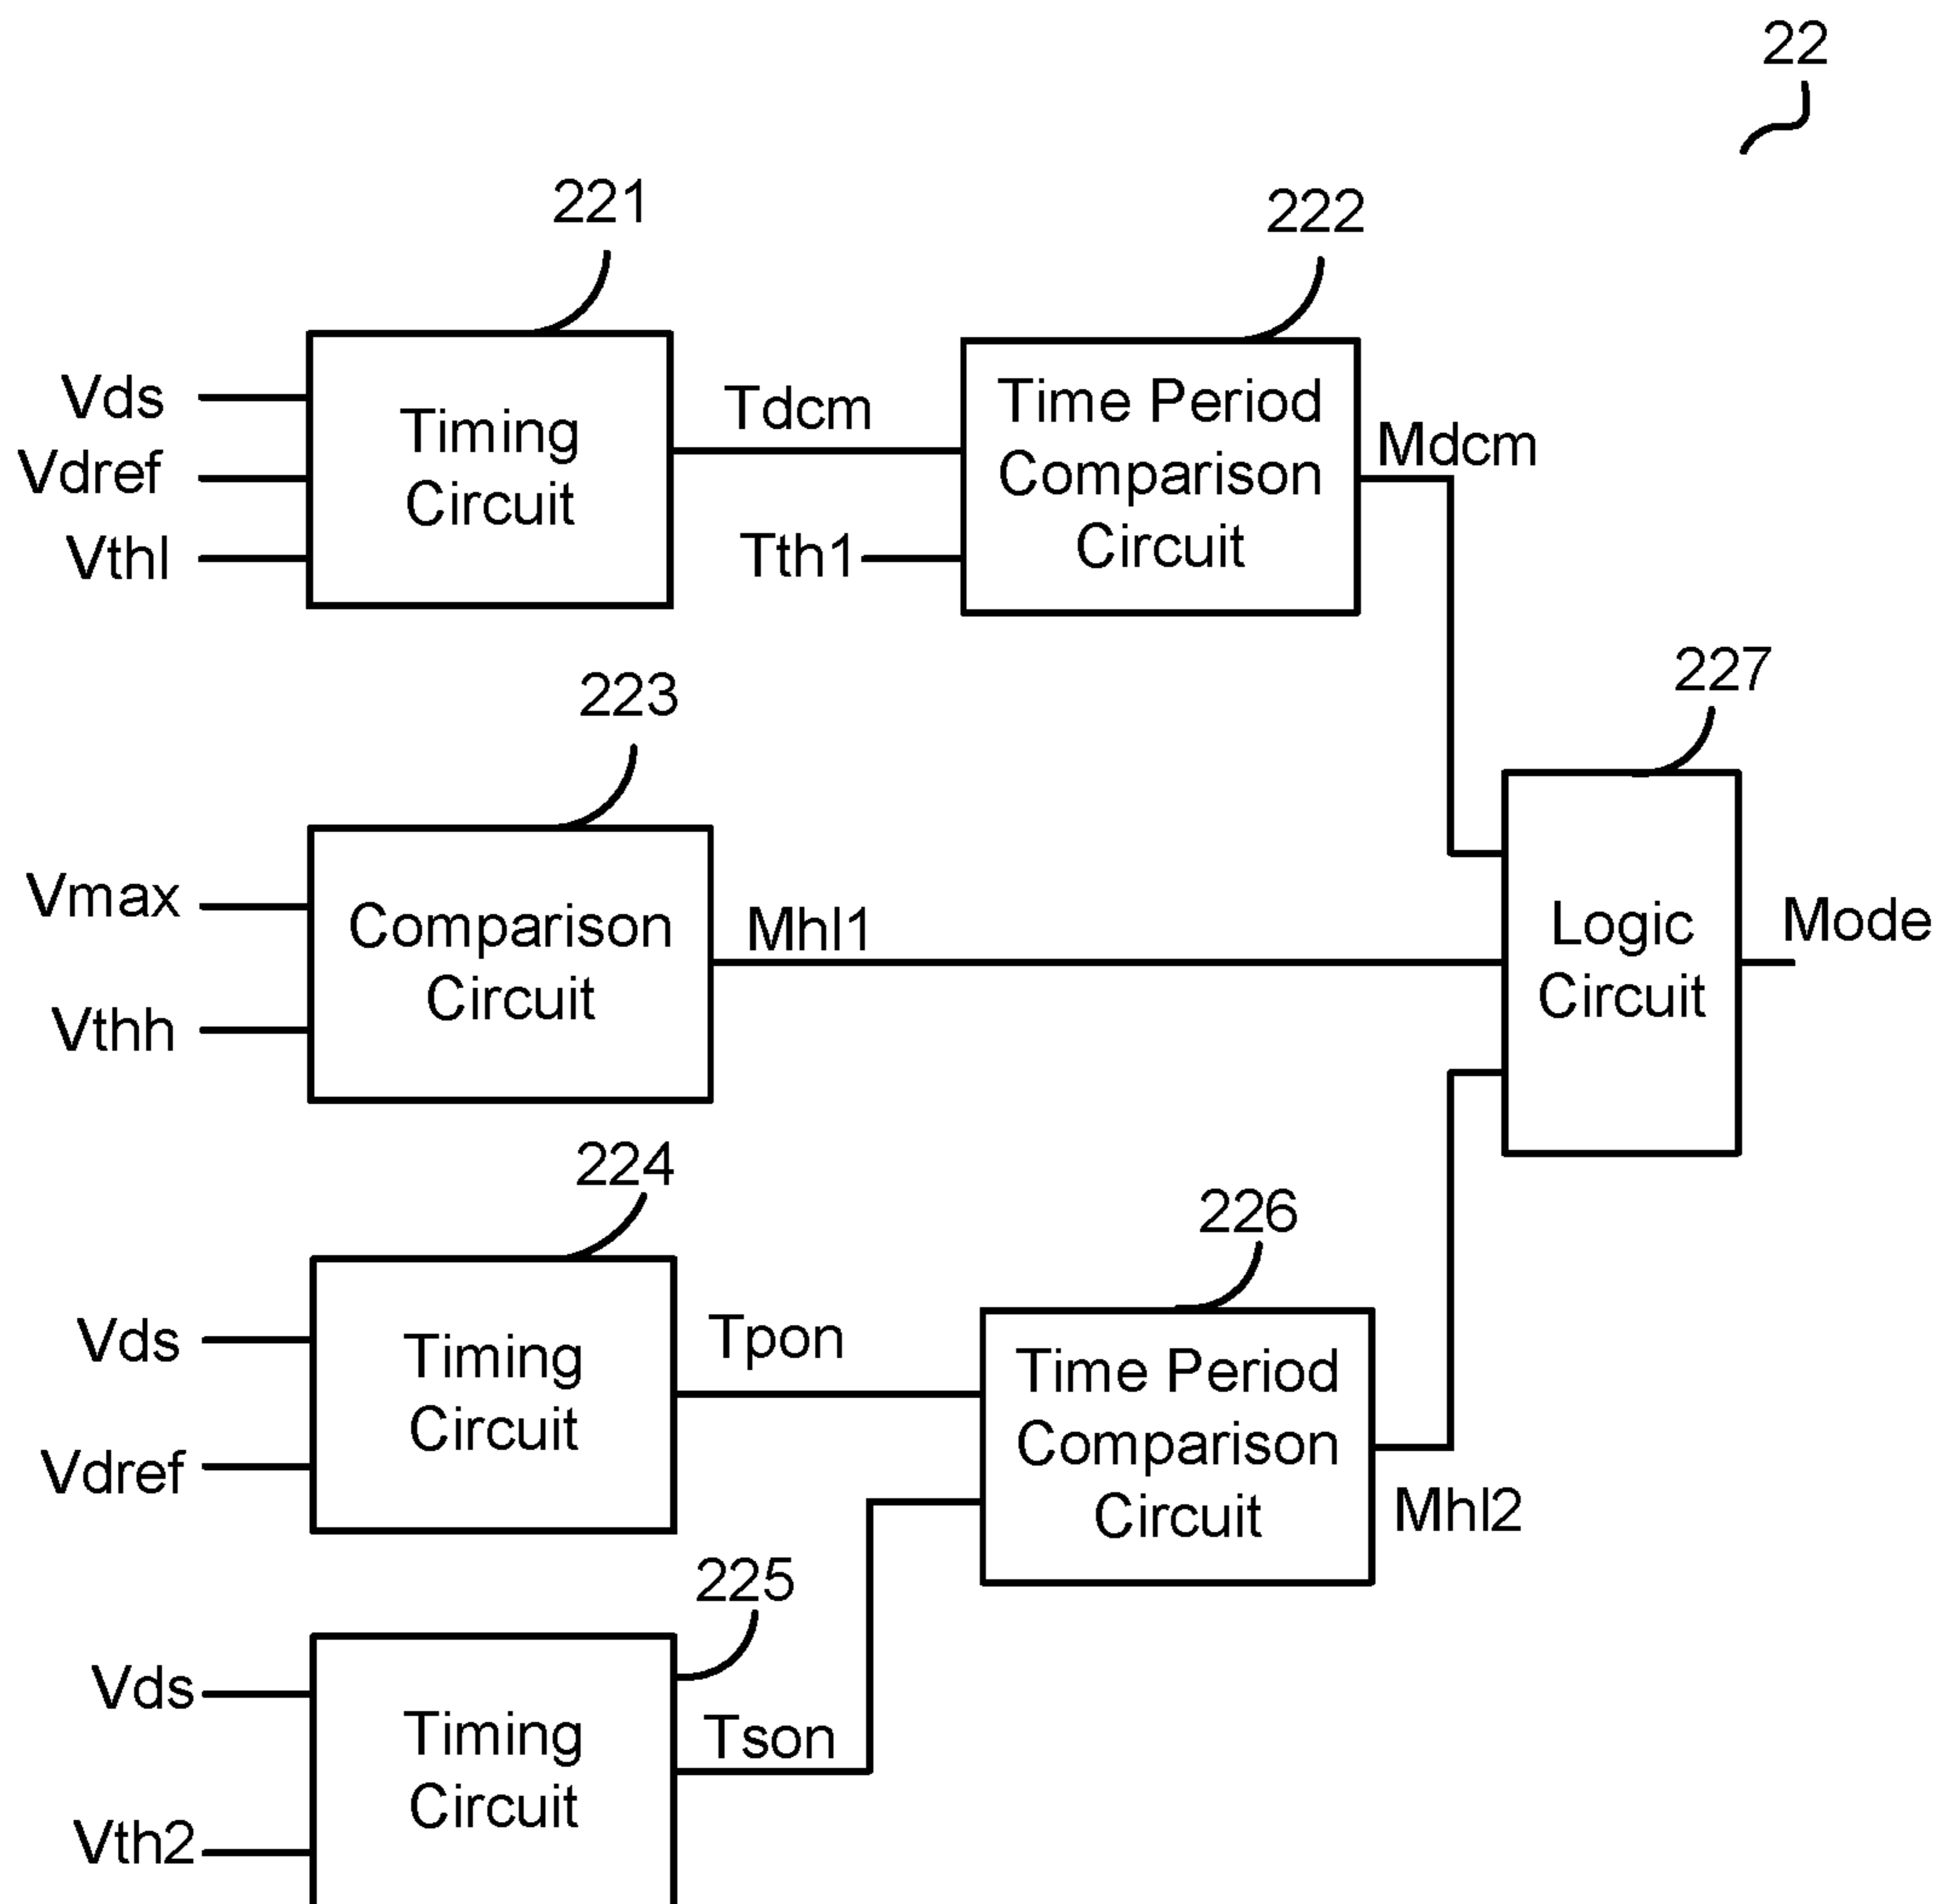 22
221
222
Vds
Vdref
Vthl
Timing
Circuit
Tdcm
Tth1
Time Period
Comparison
Circuit
Mdcm
223
227
Vmax
Vthh
Comparison
Circuit
Mhl1
Logic
Circuit
Mode
224
226
Vds
Vdref
Timing
Circuit
Tpon
Time Period
Comparison
Circuit
Mhl2
225
Vds
Vth2
Timing
Circuit
Tson